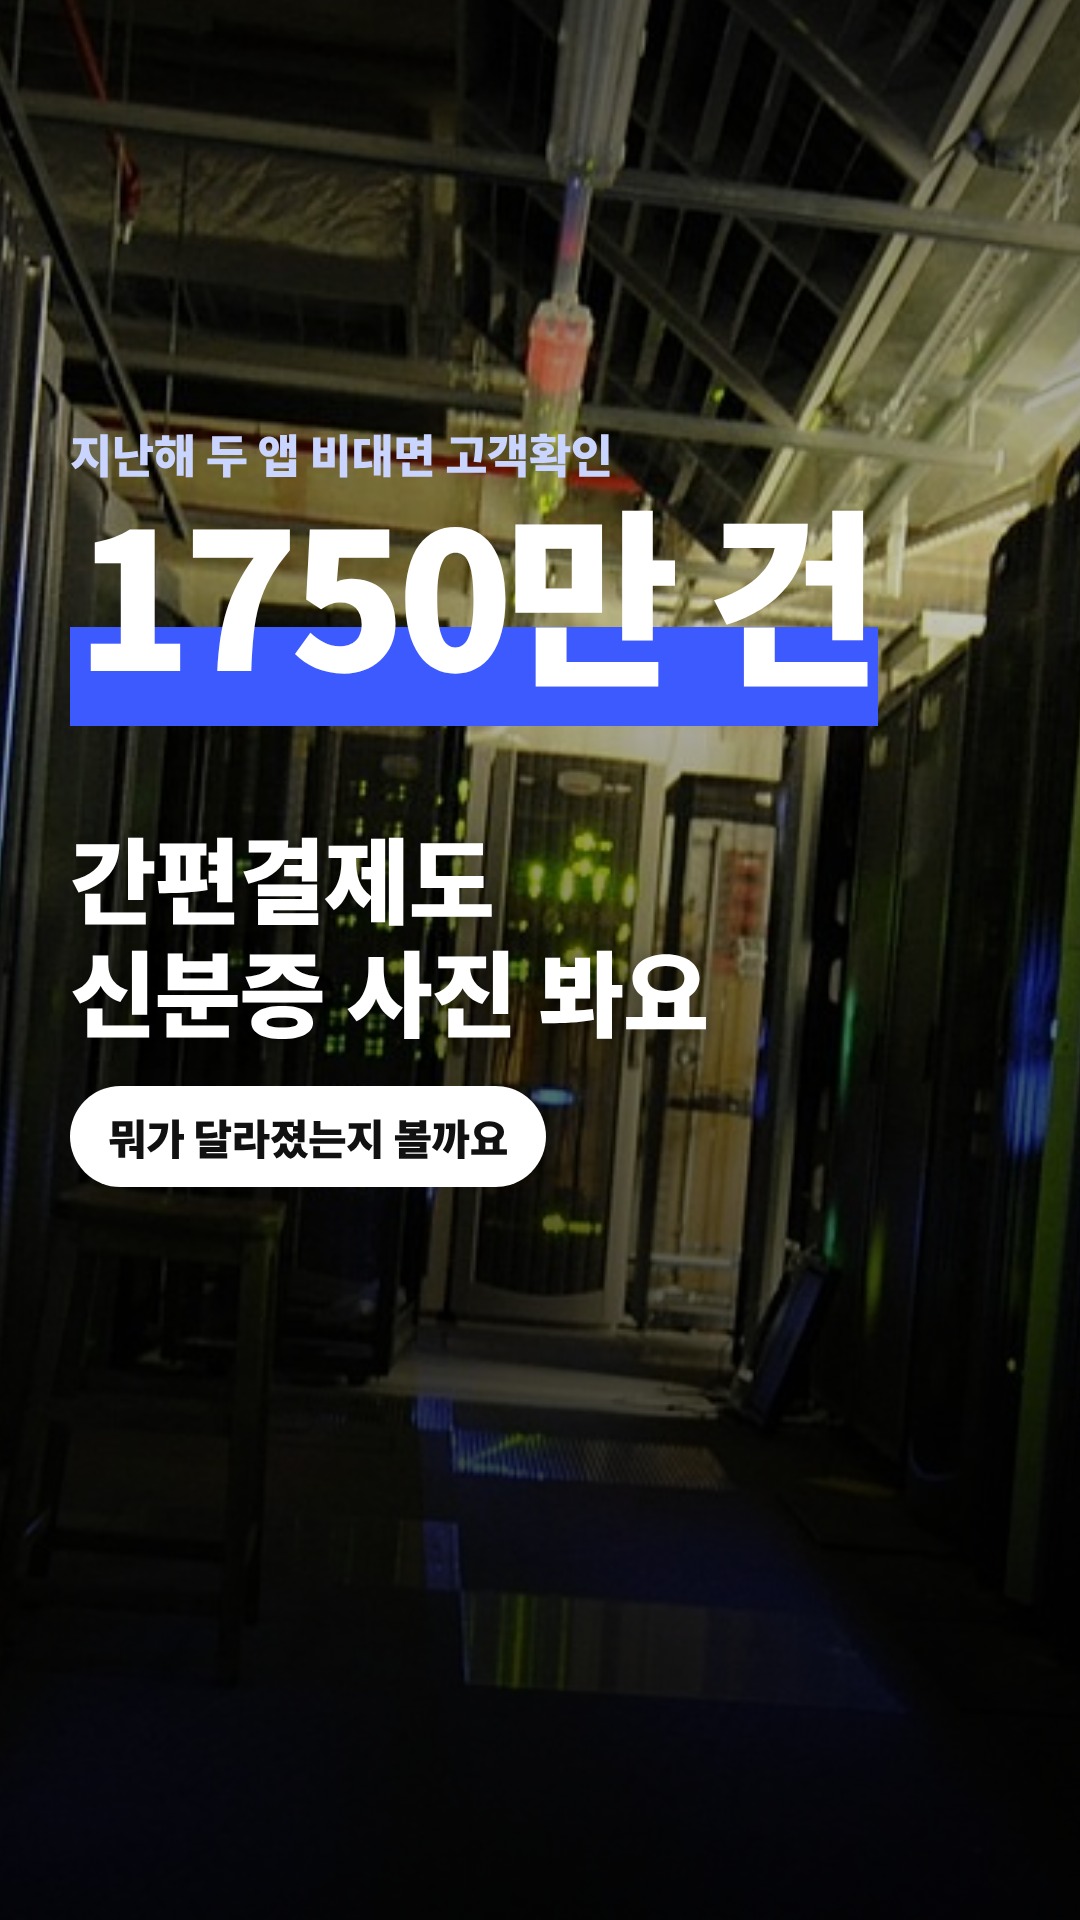 지난해 두 앱 비대면 고객확인
1750만 건
간편결제도
신분증 사진 봐요
뭐가 달라졌는지 볼까요